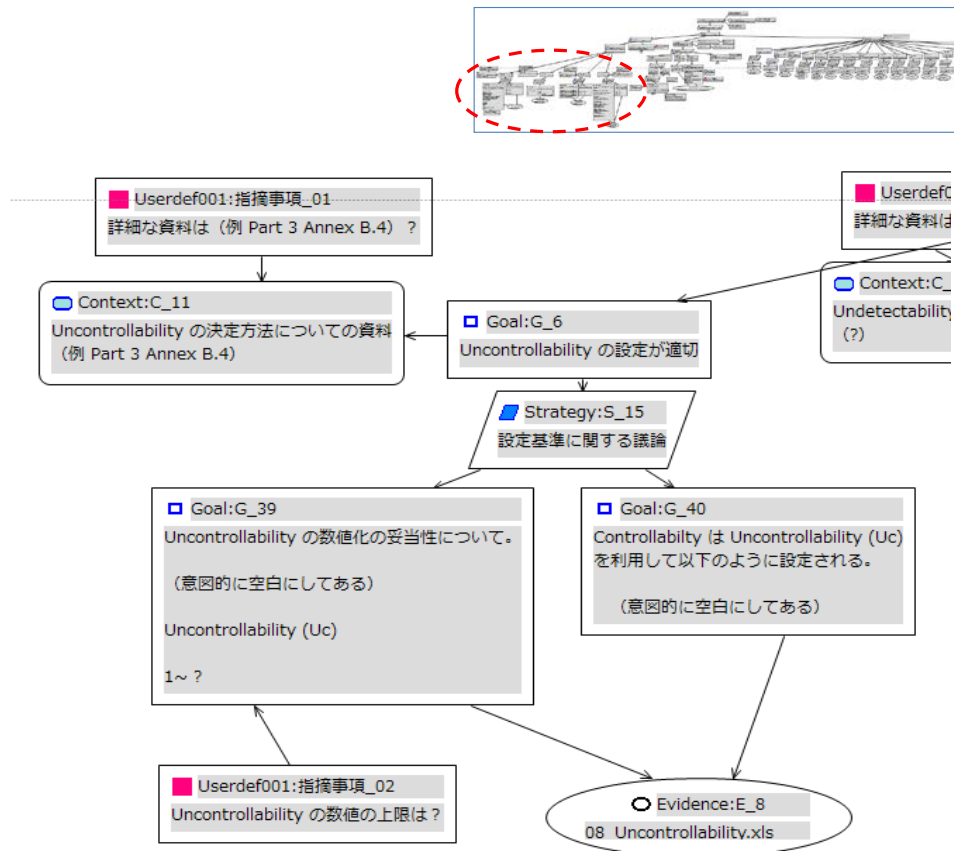 Userdef001:指摘事項_01
詳細な資料は（例 Part 3 Annex B.4）？
Userdef0
詳細な資料は
Context:C_11
Uncontrollability の決定方法についての資料
（例 Part 3 Annex B.4）
Goal:G_6
Uncontrollability の設定が適切
Context:C_
Undetectability
（?）
Strategy:S_15
設定基準に関する議論
Goal:G_39
Uncontrollability の数値化の妥当性について。
（意図的に空白にしてある）
Uncontrollability (Uc)
1~ ?
Goal:G_40
Controllabilty は Uncontrollability (Uc)
を利用して以下のように設定される。
（意図的に空白にしてある）
Userdef001:指摘事項_02
Uncontrollability の数値の上限は？
Evidence:E_8
08_Uncontrollability.xls